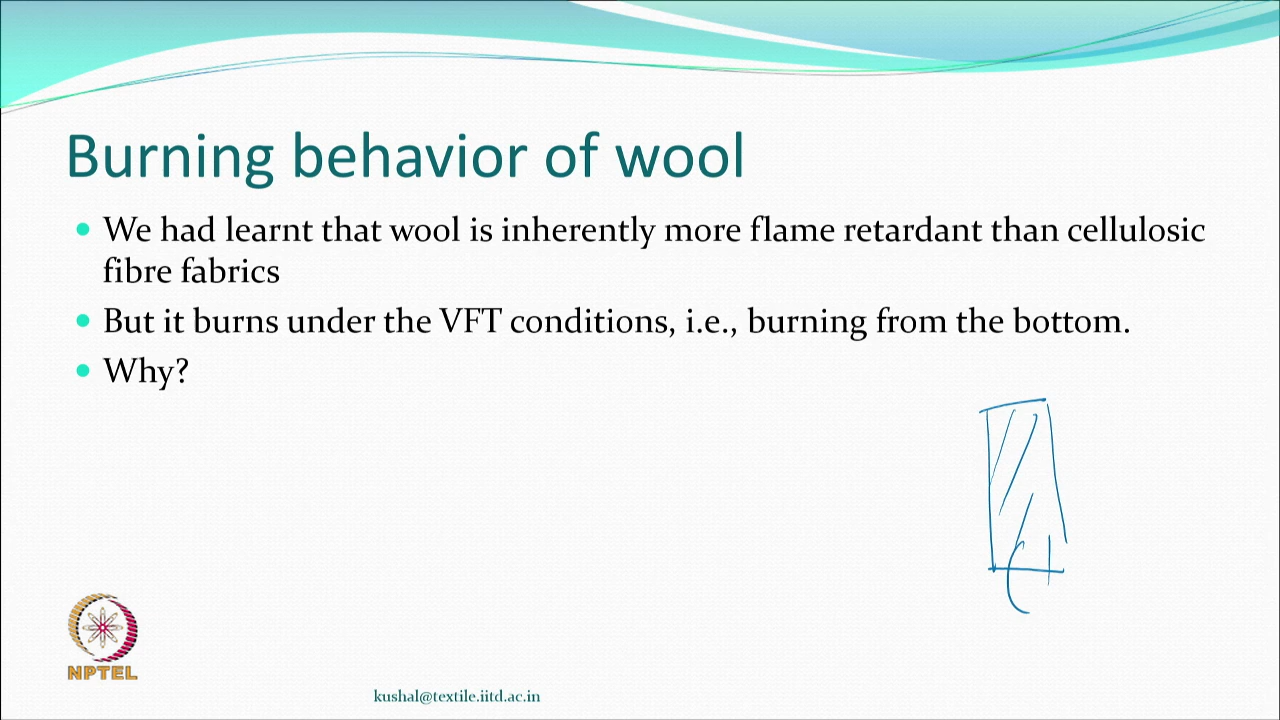 Burning behavior of wool
We had learnt that wool is inherently more flame retardant than cellulosic
fibre fabrics
But it burns under the VFT conditions, i.e., burning from the bottom.
Why?
NPTEL
kushal@textile.iitd.ac.in